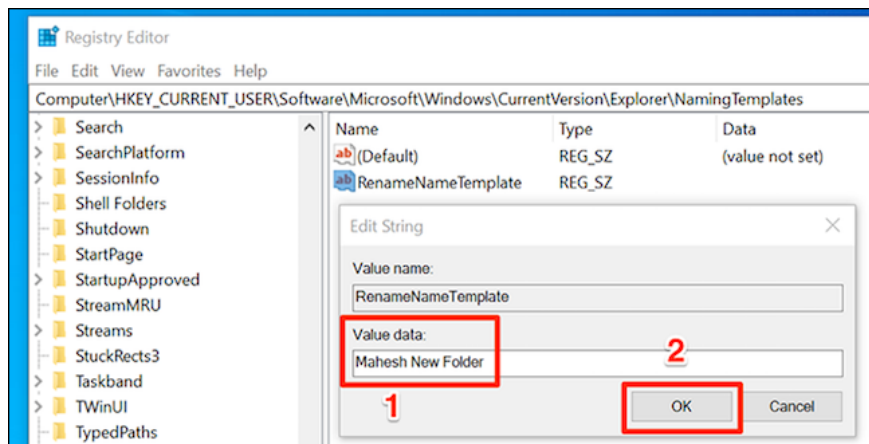 Registry Editor
File Edit View Favorites Help
Computer\HKEY_CURRENT_USER\Software\Microsoft\Windows\CurrentVersion\Explorer\NamingTemplates
Search
SearchPlatform
SessionInfo
Shell Folders
Shutdown
StartPage
StartupApproved
StreamMRU
Streams
StuckRects3
Taskband
TWinUI
TypedPaths
Name Type Data
ab (Default) REG_SZ (value not set)
ab RenameNameTemplate REG_SZ
Edit String
Value name:
RenameNameTemplate
Value data:
Mahesh New Folder
1
2
OK Cancel